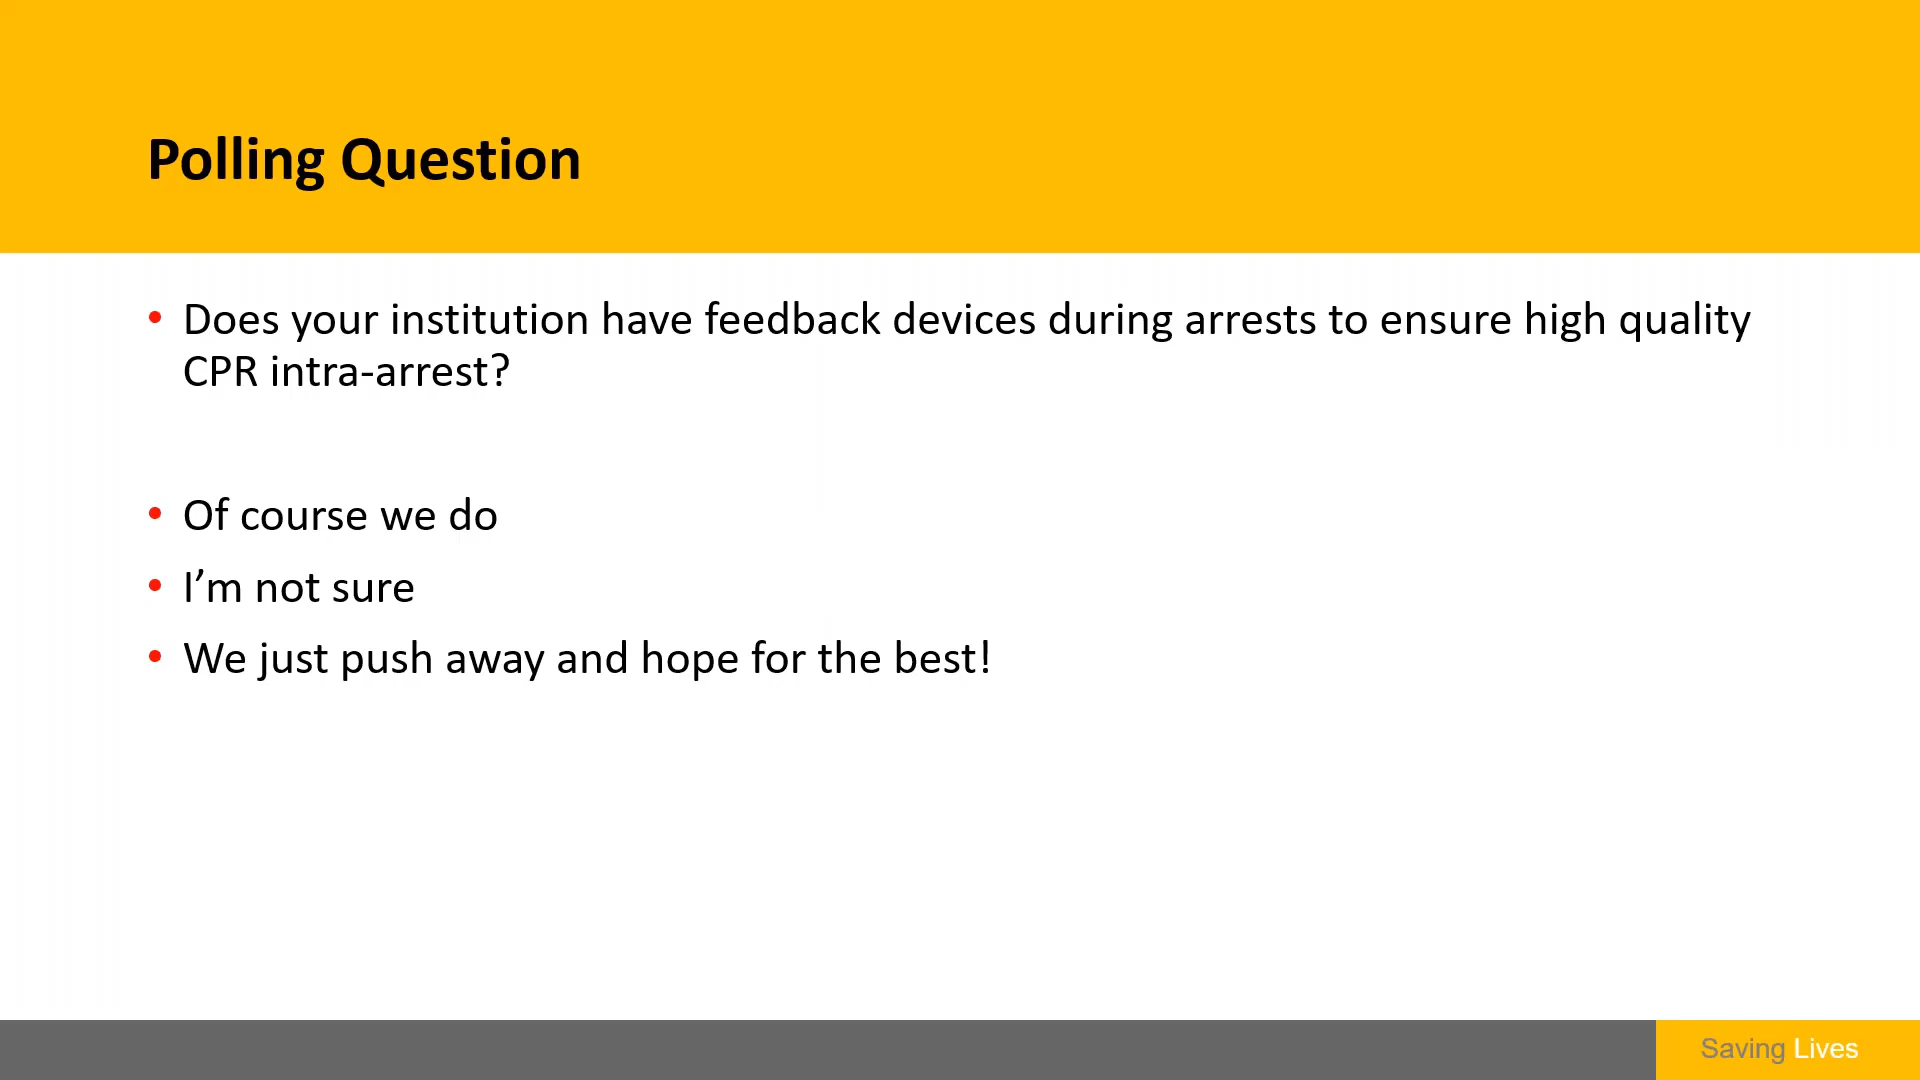 Polling Question
• Does your institution have feedback devices during arrests to ensure high quality
CPR intra-arrest?
• Of course we do
• I’m not sure
• We just push away and hope for the best!
Saving Lives